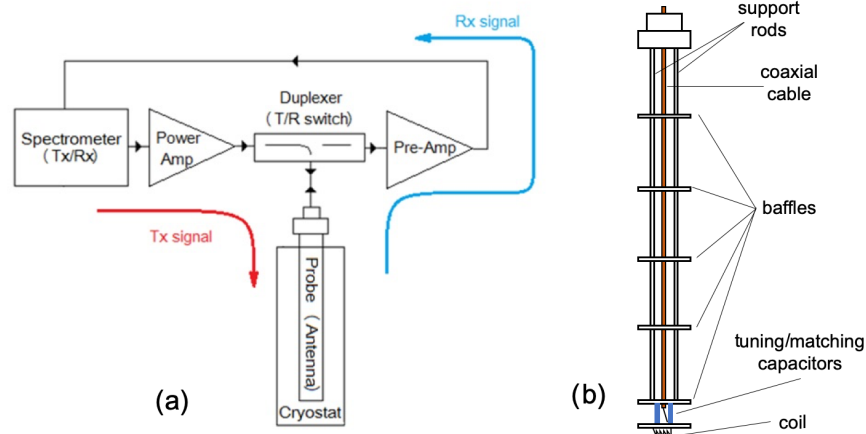 Rx signal
Duplexer
(T/R switch)
Spectrometer
(Tx/Rx)
Power
Amp
Pre-Amp
Tx signal
Probe (Antenna)
Cryostat
(a)
support
rods
coaxial
cable
baffles
tuning/matching
capacitors
(b)
coil